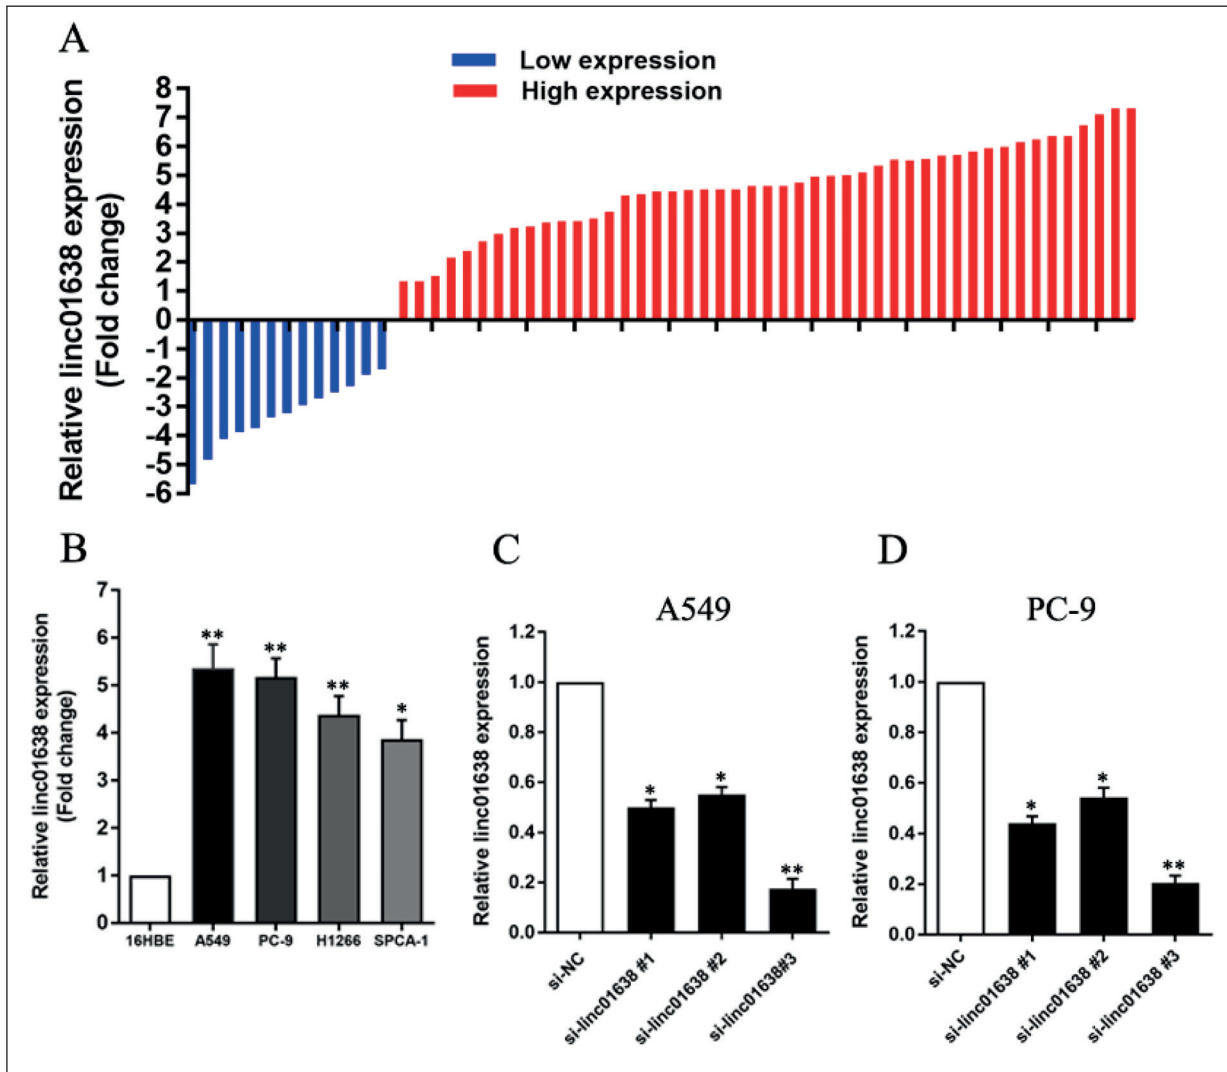 A
Low expression
High expression
Relative linc01638 expression
(Fold change)
8
7
6
5
4
3
2
1
0
-1
-2
-3
-4
-5
-6
B
Relative linc01638 expression
(Fold change)
7
6
5
4
3
2
1
0
**
**
**
*
16HBE A549 PC-9 H1266 SPCA-1
C
A549
Relative linc01638 expression
1.2
1.0
0.8
0.6
0.4
0.2
0.0
*
*
**
si-NC
si-linc01638 #1
si-linc01638 #2
si-linc01638#3
D
PC-9
Relative linc01638 expression
1.2
1.0
0.8
0.6
0.4
0.2
0.0
*
*
**
si-NC
si-linc01638 #1
si-linc01638 #2
si-linc01638 #3